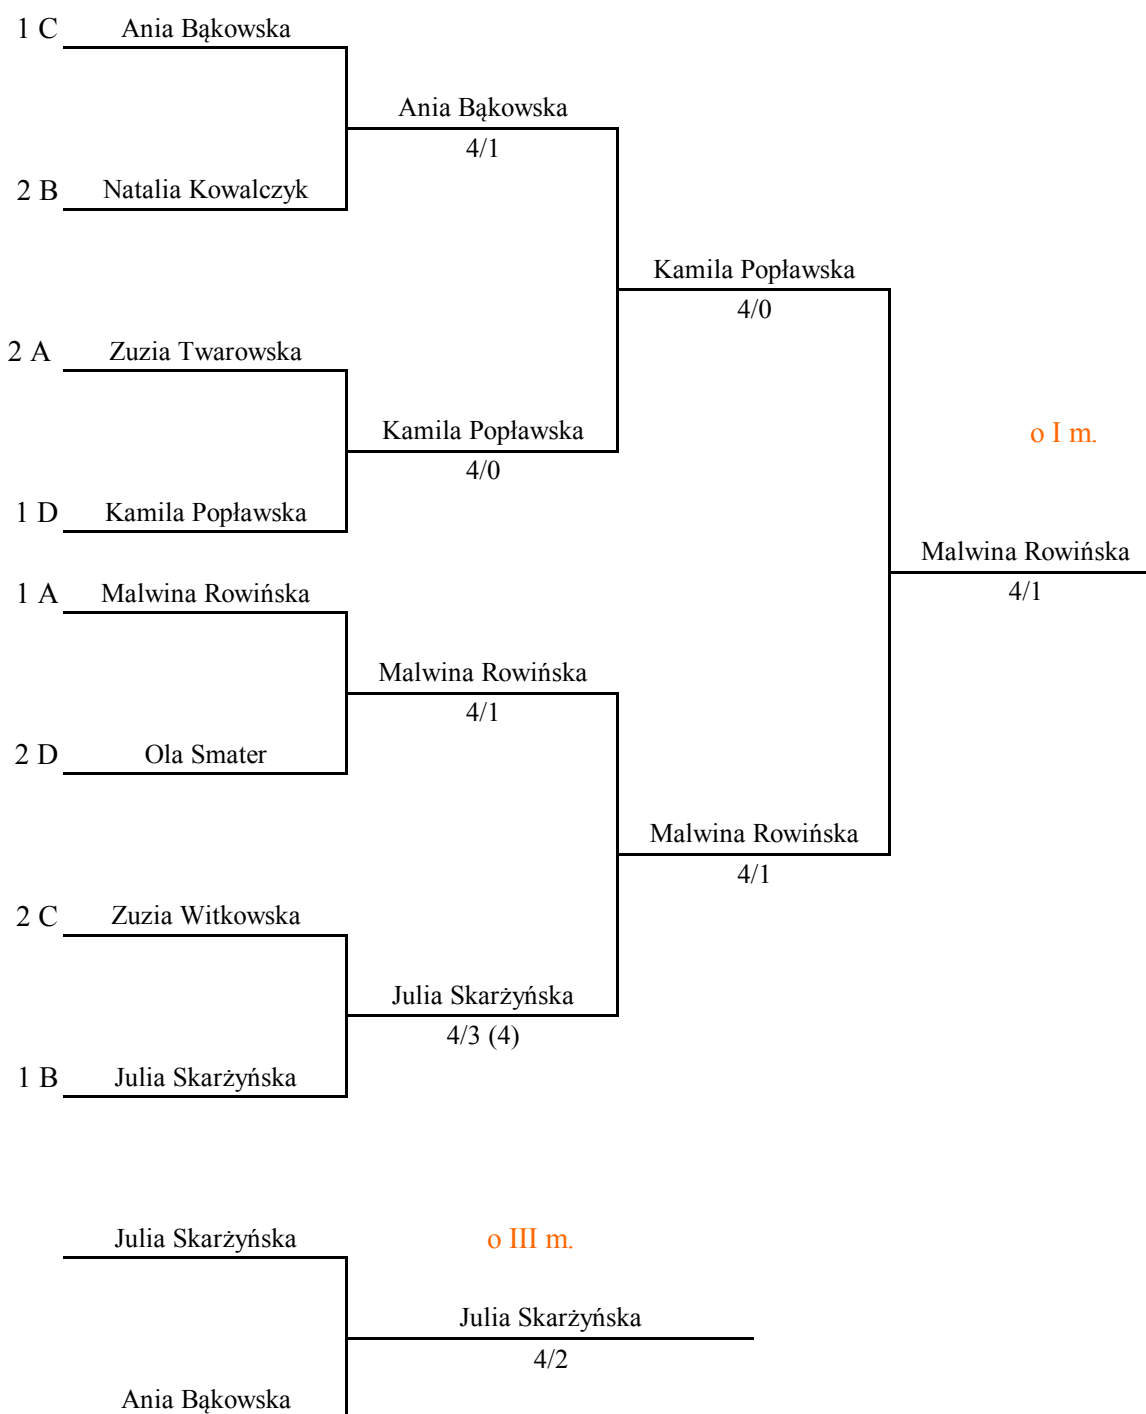 1 C Ania Bąkowska
Ania Bąkowska
4/1
2 B Natalia Kowalczyk
Kamila Popławska
4/0
2 A Zuzia Twarowska
Kamila Popławska
4/0
o I m.
1 D Kamila Popławska
Malwina Rowińska
4/1
1 A Malwina Rowińska
Malwina Rowińska
4/1
2 D Ola Smater
Malwina Rowińska
4/1
2 C Zuzia Witkowska
Julia Skarżyńska
4/3 (4)
1 B Julia Skarżyńska
Julia Skarżyńska
o III m.
Julia Skarżyńska
4/2
Ania Bąkowska